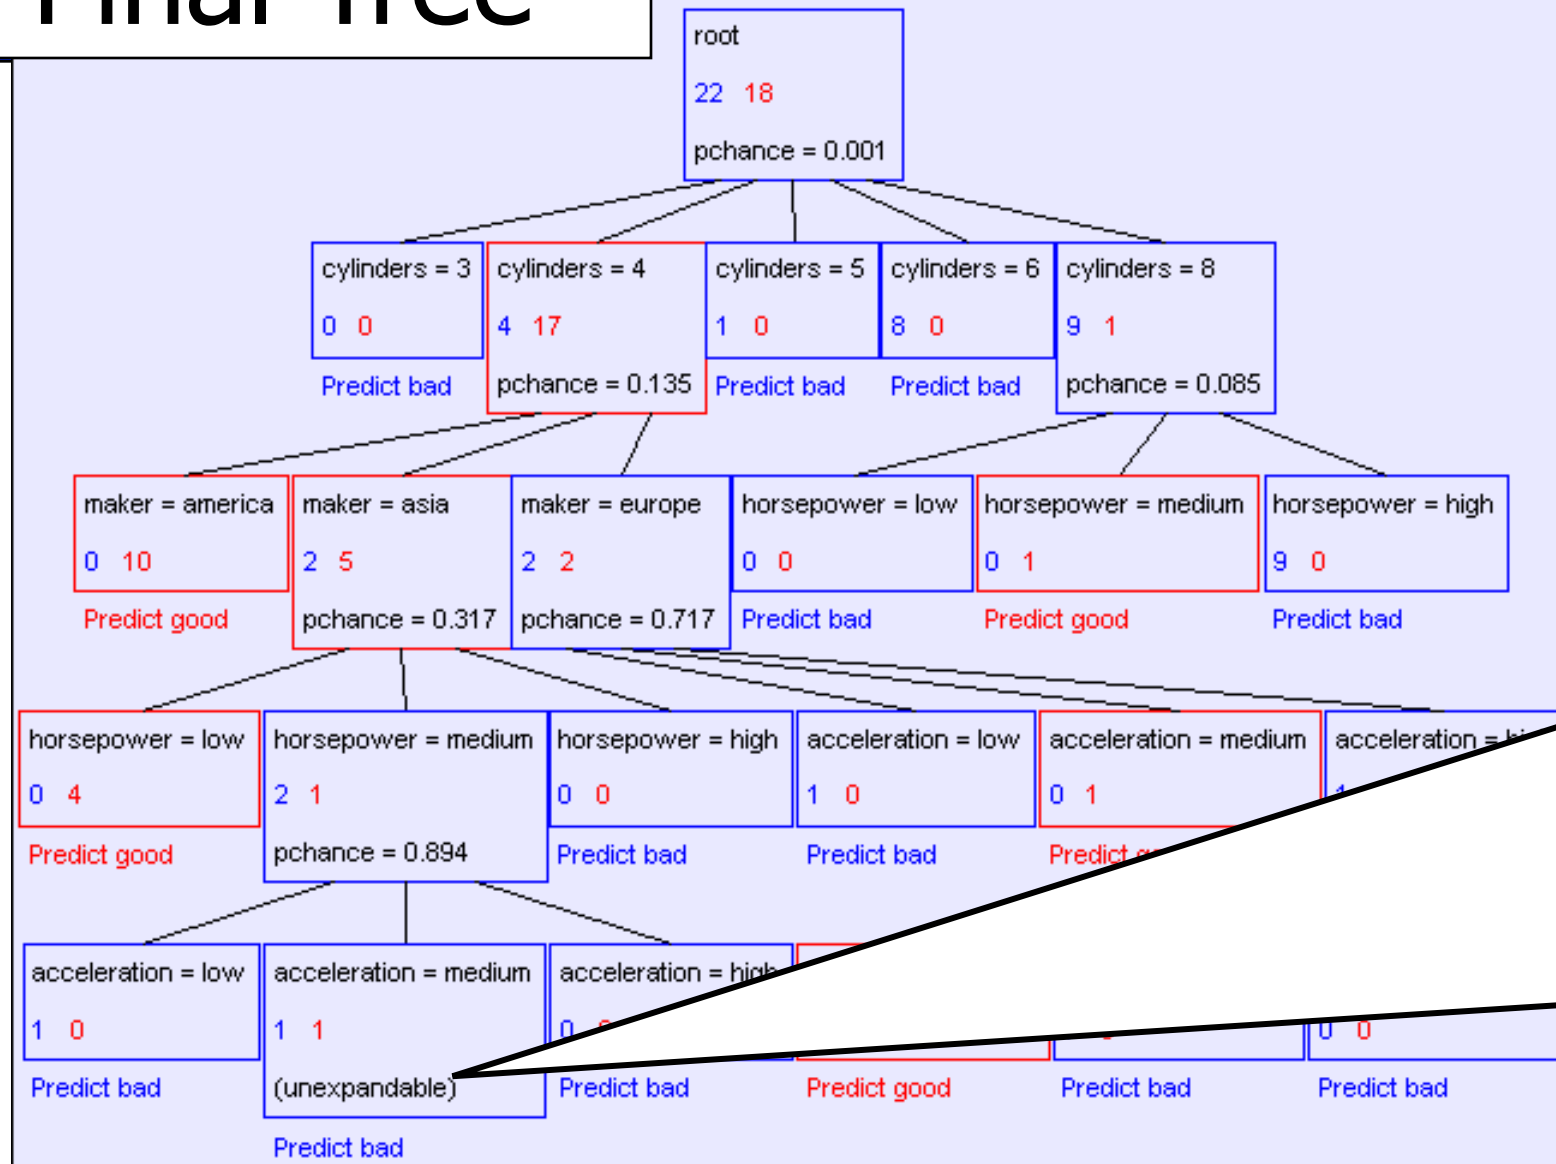 Final Tree
root
22 18
pchance = 0.001
cylinders = 3 cylinders = 4 cylinders = 5 cylinders = 6 cylinders = 8
0 0 4 17 1 0 8 0 9 1
Predict bad pchance = 0.135 Predict bad Predict bad pchance = 0.085
maker = america maker = asia maker = europe horsepower = low horsepower = medium horsepower = high
0 10 2 5 2 2 0 0 0 1 9 0
Predict good pchance = 0.317 pchance = 0.717 Predict bad Predict good Predict bad
horsepower = low horsepower = medium horsepower = high acceleration = low acceleration = medium acceleration =
0 4 2 1 0 0 1 0 0 1
Predict good pchance = 0.894 Predict bad Predict bad Predict
acceleration = low acceleration = medium acceleration = high
1 0 1 1 0 0 0
Predict bad (unexpandable) Predict bad Predict good Predict bad Predict bad
Predict bad